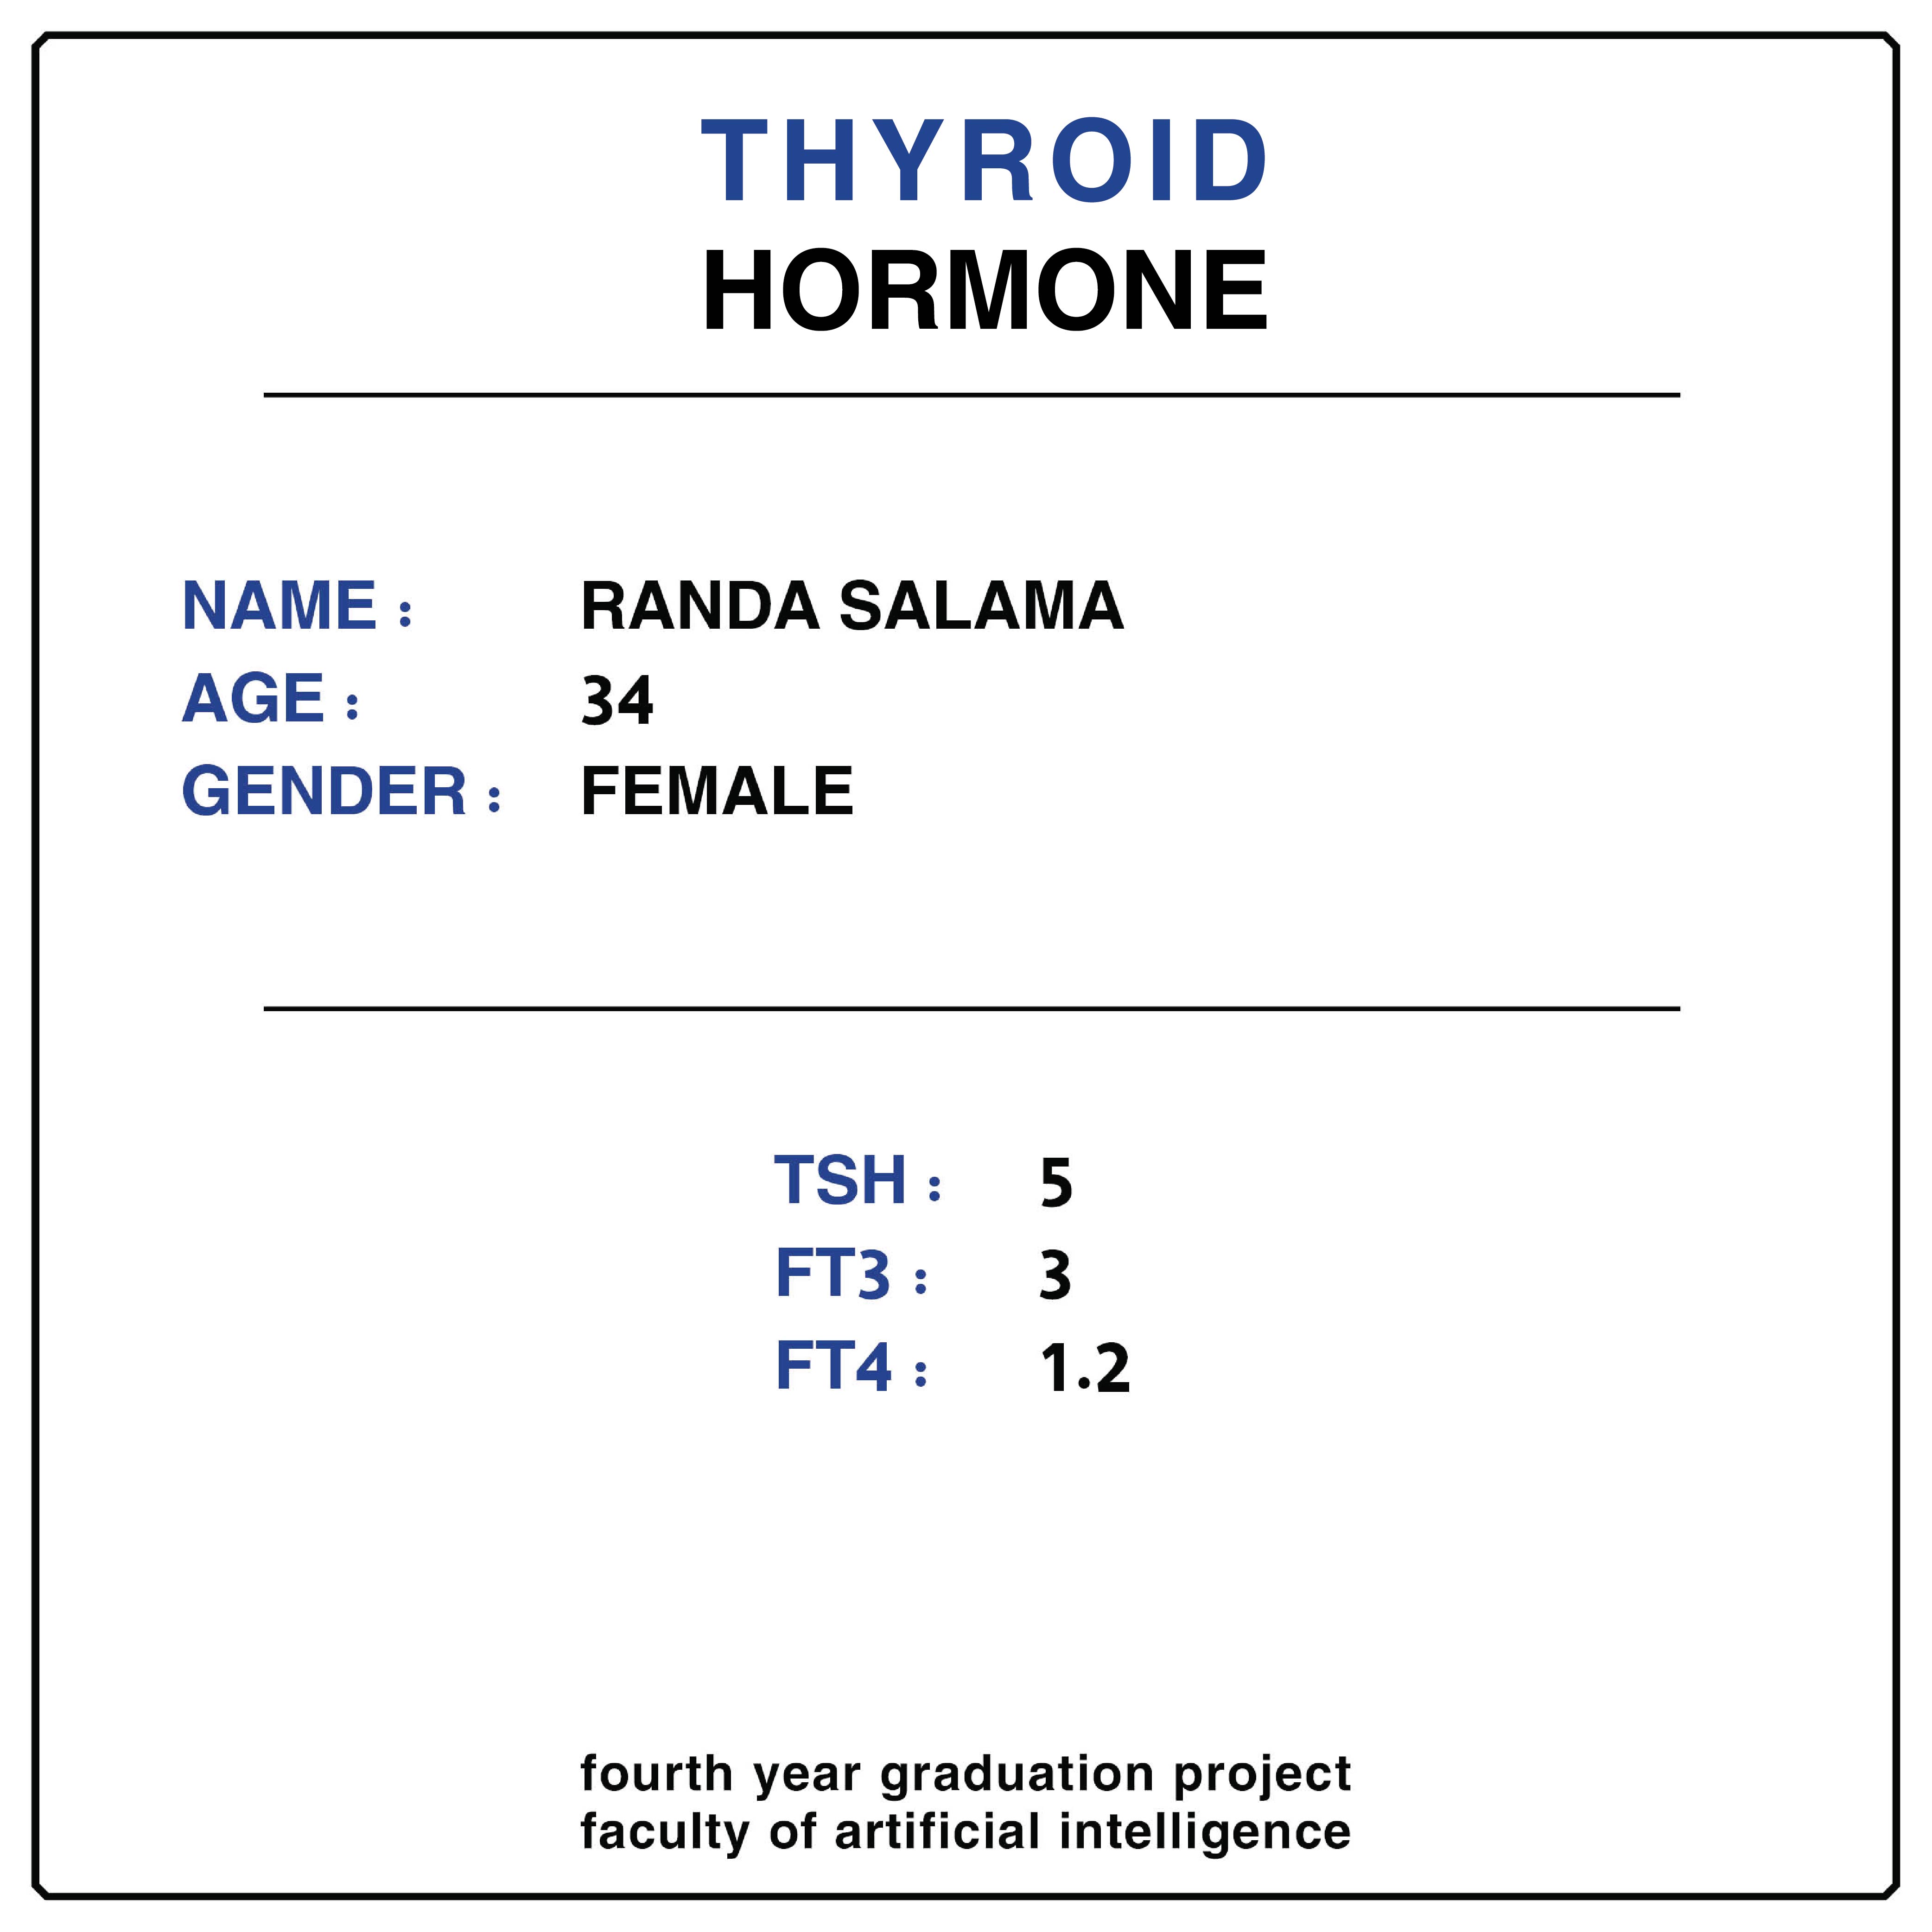 THYROID
HORMONE
NAME : RANDA SALAMA
AGE : 34
GENDER : FEMALE
TSH : 5
FT3 : 3
FT4 : 1.2
fourth year graduation project
faculty of artificial intelligence